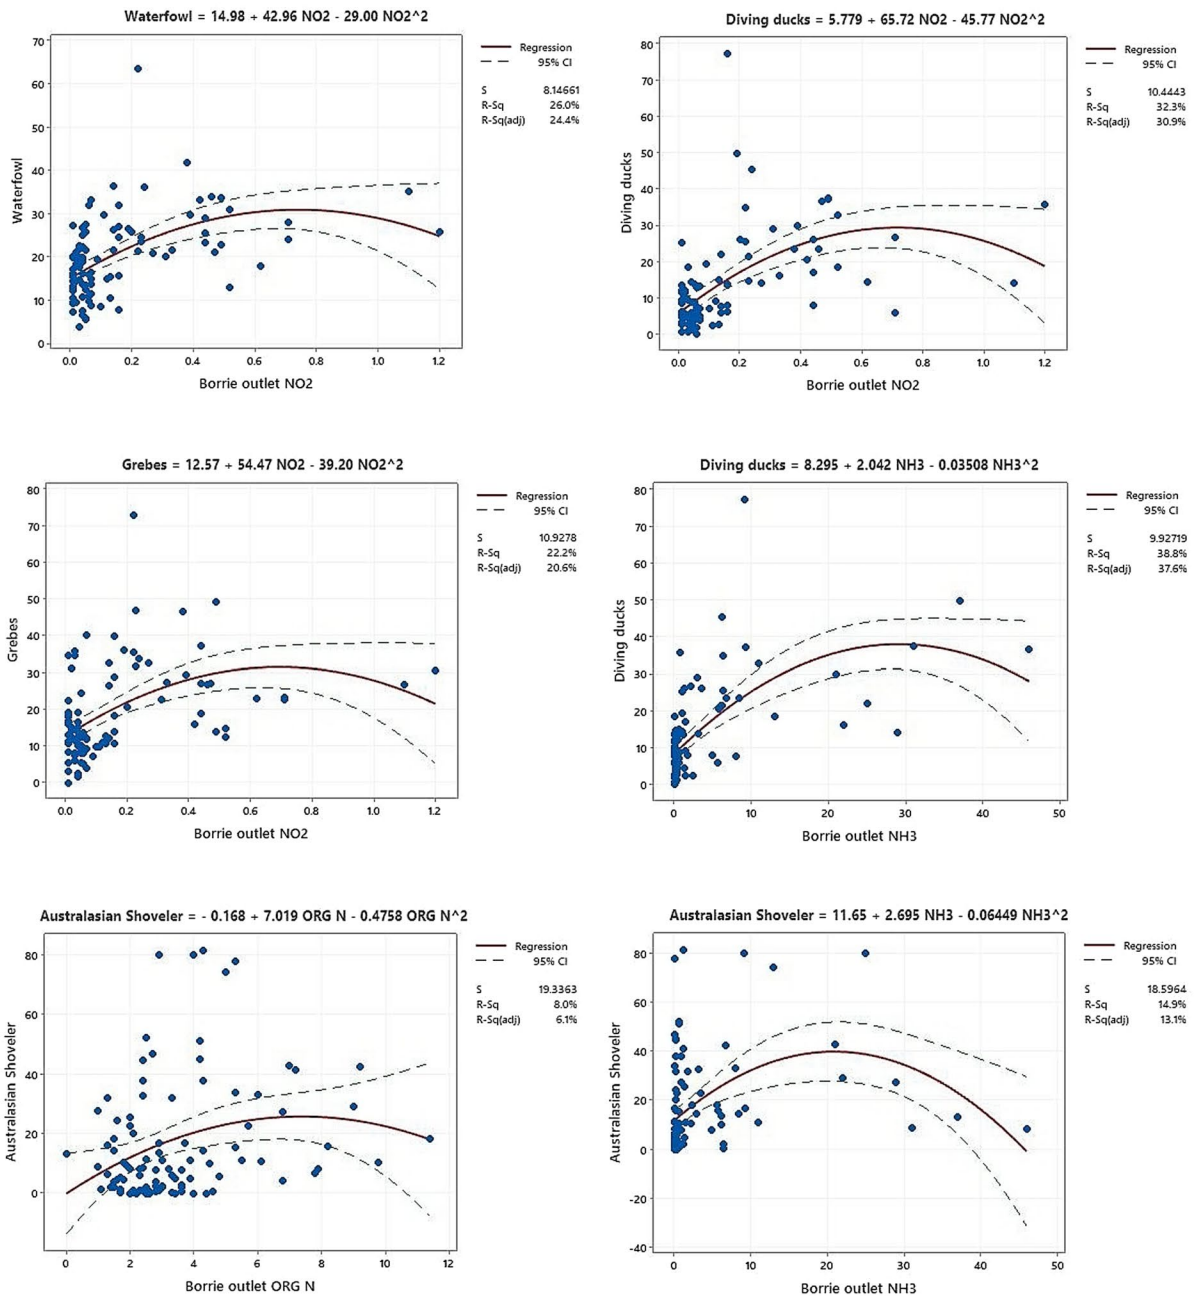 Waterfowl = 14.98 + 42.96 NO2 - 29.00 NO2^2
Regression
95% CI
S 8.14661
R-Sq 26.0%
R-Sq(adj) 24.4%
70
60
50
40
30
20
10
0
Waterfowl
0.0 0.2 0.4 0.6 0.8 1.0 1.2
Borrie outlet NO2
Diving ducks = 5.779 + 65.72 NO2 - 45.77 NO2^2
Regression
95% CI
S 10.4443
R-Sq 32.3%
R-Sq(adj) 30.9%
80
70
60
50
40
30
20
10
0
Diving ducks
0.0 0.2 0.4 0.6 0.8 1.0 1.2
Borrie outlet NO2
Grebes = 12.57 + 54.47 NO2 - 39.20 NO2^2
Regression
95% CI
S 10.9278
R-Sq 22.2%
R-Sq(adj) 20.6%
80
70
60
50
40
30
20
10
0
Grebes
0.0 0.2 0.4 0.6 0.8 1.0 1.2
Borrie outlet NO2
Diving ducks = 8.295 + 2.042 NH3 - 0.03508 NH3^2
Regression
95% CI
S 9.92719
R-Sq 38.8%
R-Sq(adj) 37.6%
80
70
60
50
40
30
20
10
0
Diving ducks
0 10 20 30 40 50
Borrie outlet NH3
Australasian Shoveler = - 0.168 + 7.019 ORG N - 0.4758 ORG N^2
Regression
95% CI
S 19.3363
R-Sq 8.0%
R-Sq(adj) 6.1%
80
60
40
20
0
Australasian Shoveler
0 2 4 6 8 10 12
Borrie outlet ORG N
Australasian Shoveler = 11.65 + 2.695 NH3 - 0.06449 NH3^2
Regression
95% CI
S 18.5964
R-Sq 14.9%
R-Sq(adj) 13.1%
80
60
40
20
0
-20
-40
Australasian Shoveler
0 10 20 30 40 50
Borrie outlet NH3